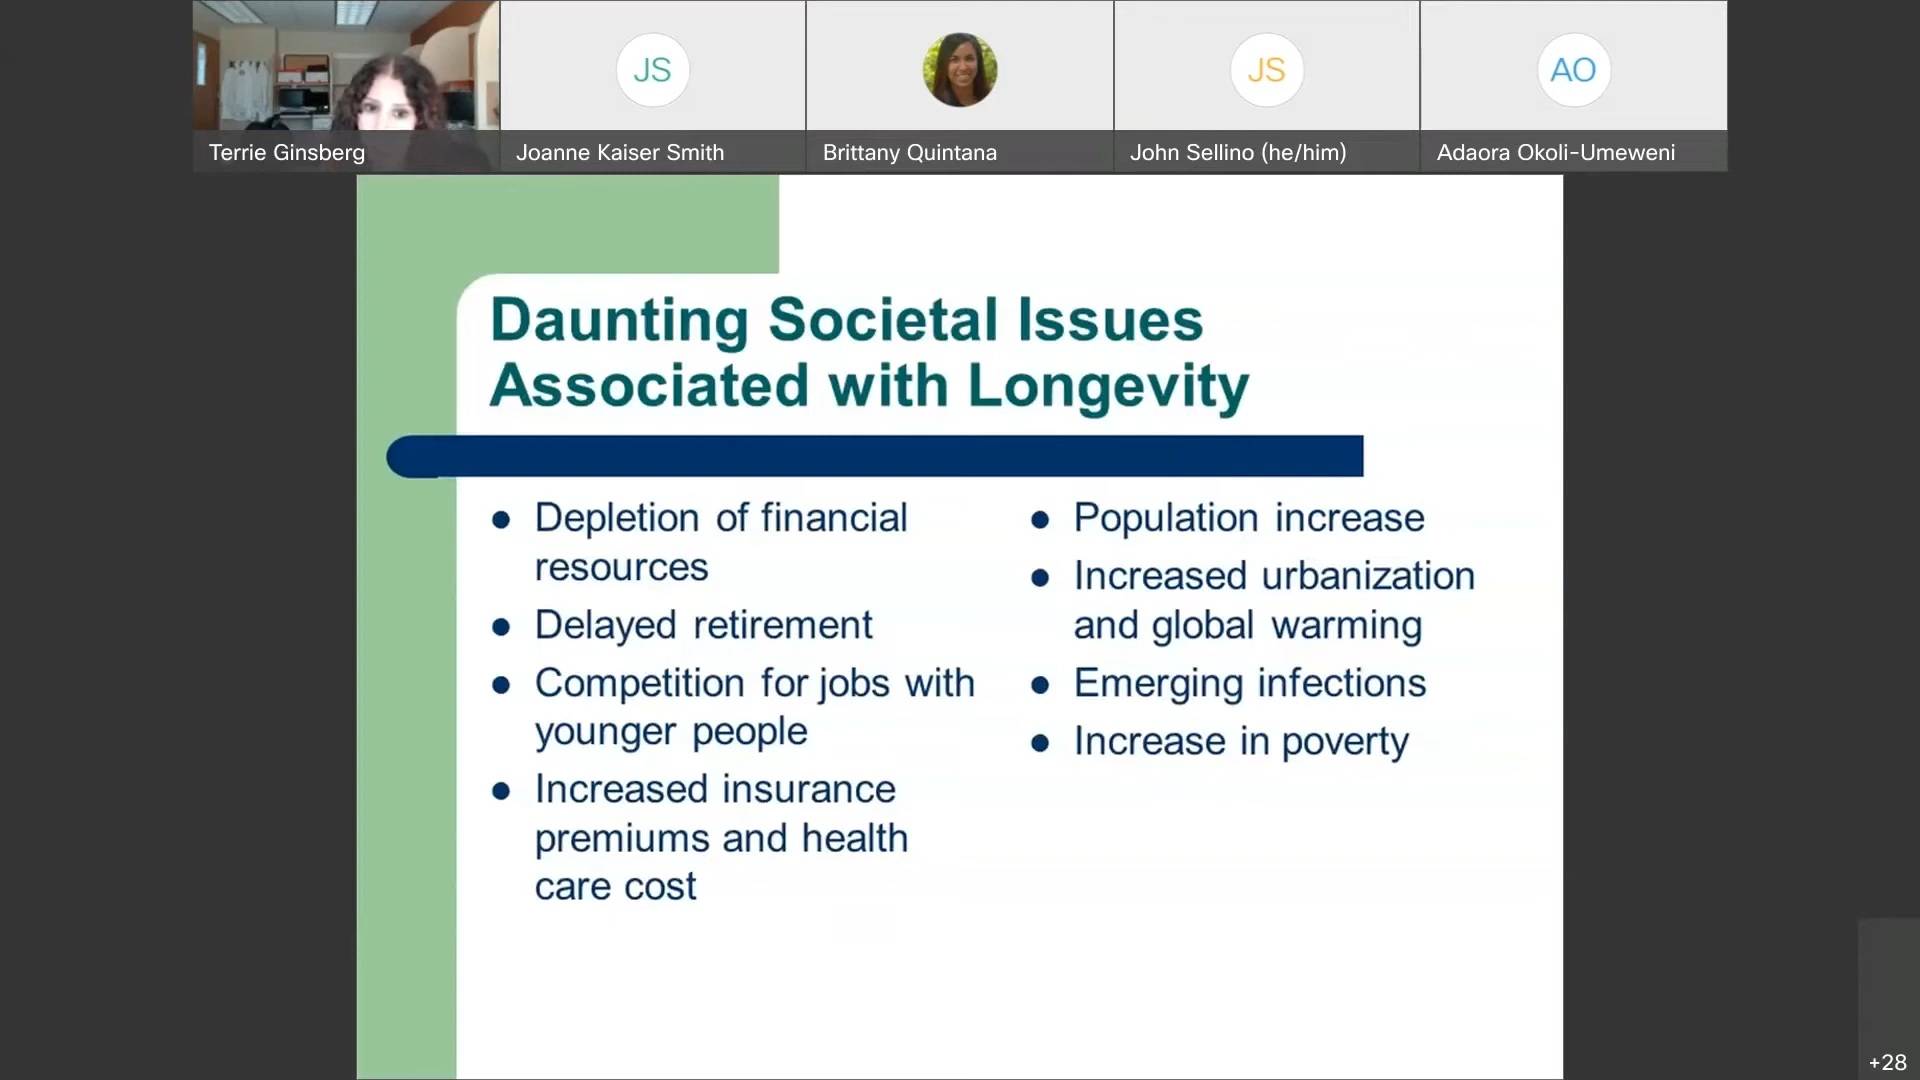 JS
JS
AO
Terrie Ginsberg
Joanne Kaiser Smith
Brittany Quintana
John Sellino (he/him)
Adaora Okoli-Umeweni
Daunting Societal Issues
Associated with Longevity
● Depletion of financial
resources
● Delayed retirement
● Competition for jobs with
younger people
● Increased insurance
premiums and health
care cost
● Population increase
● Increased urbanization
and global warming
● Emerging infections
● Increase in poverty
+28